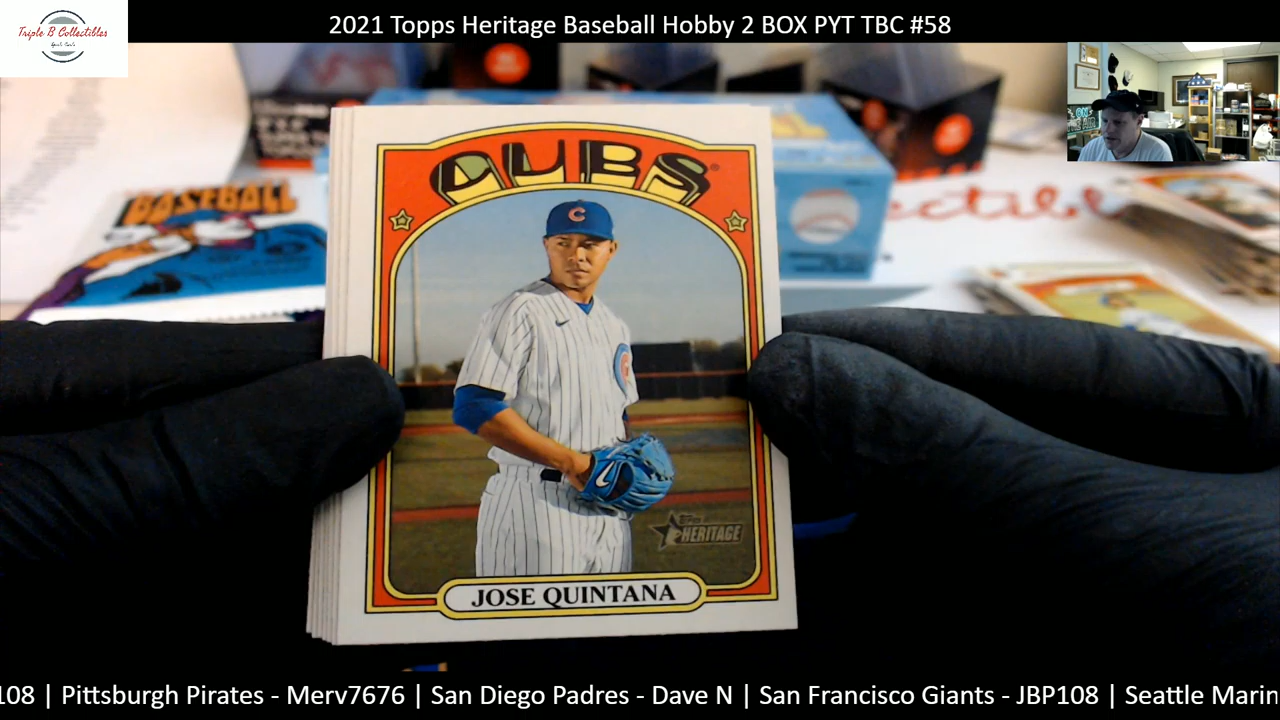 2021 Topps Heritage Baseball Hobby 2 BOX PYT TBC #58
Triple B Collectibles
BASEBALL
CUBS
C
TOPPS
HERITAGE
JOSE QUINTANA
108 | Pittsburgh Pirates - Merv7676 | San Diego Padres - Dave N | San Francisco Giants - JBP108 | Seattle Marin